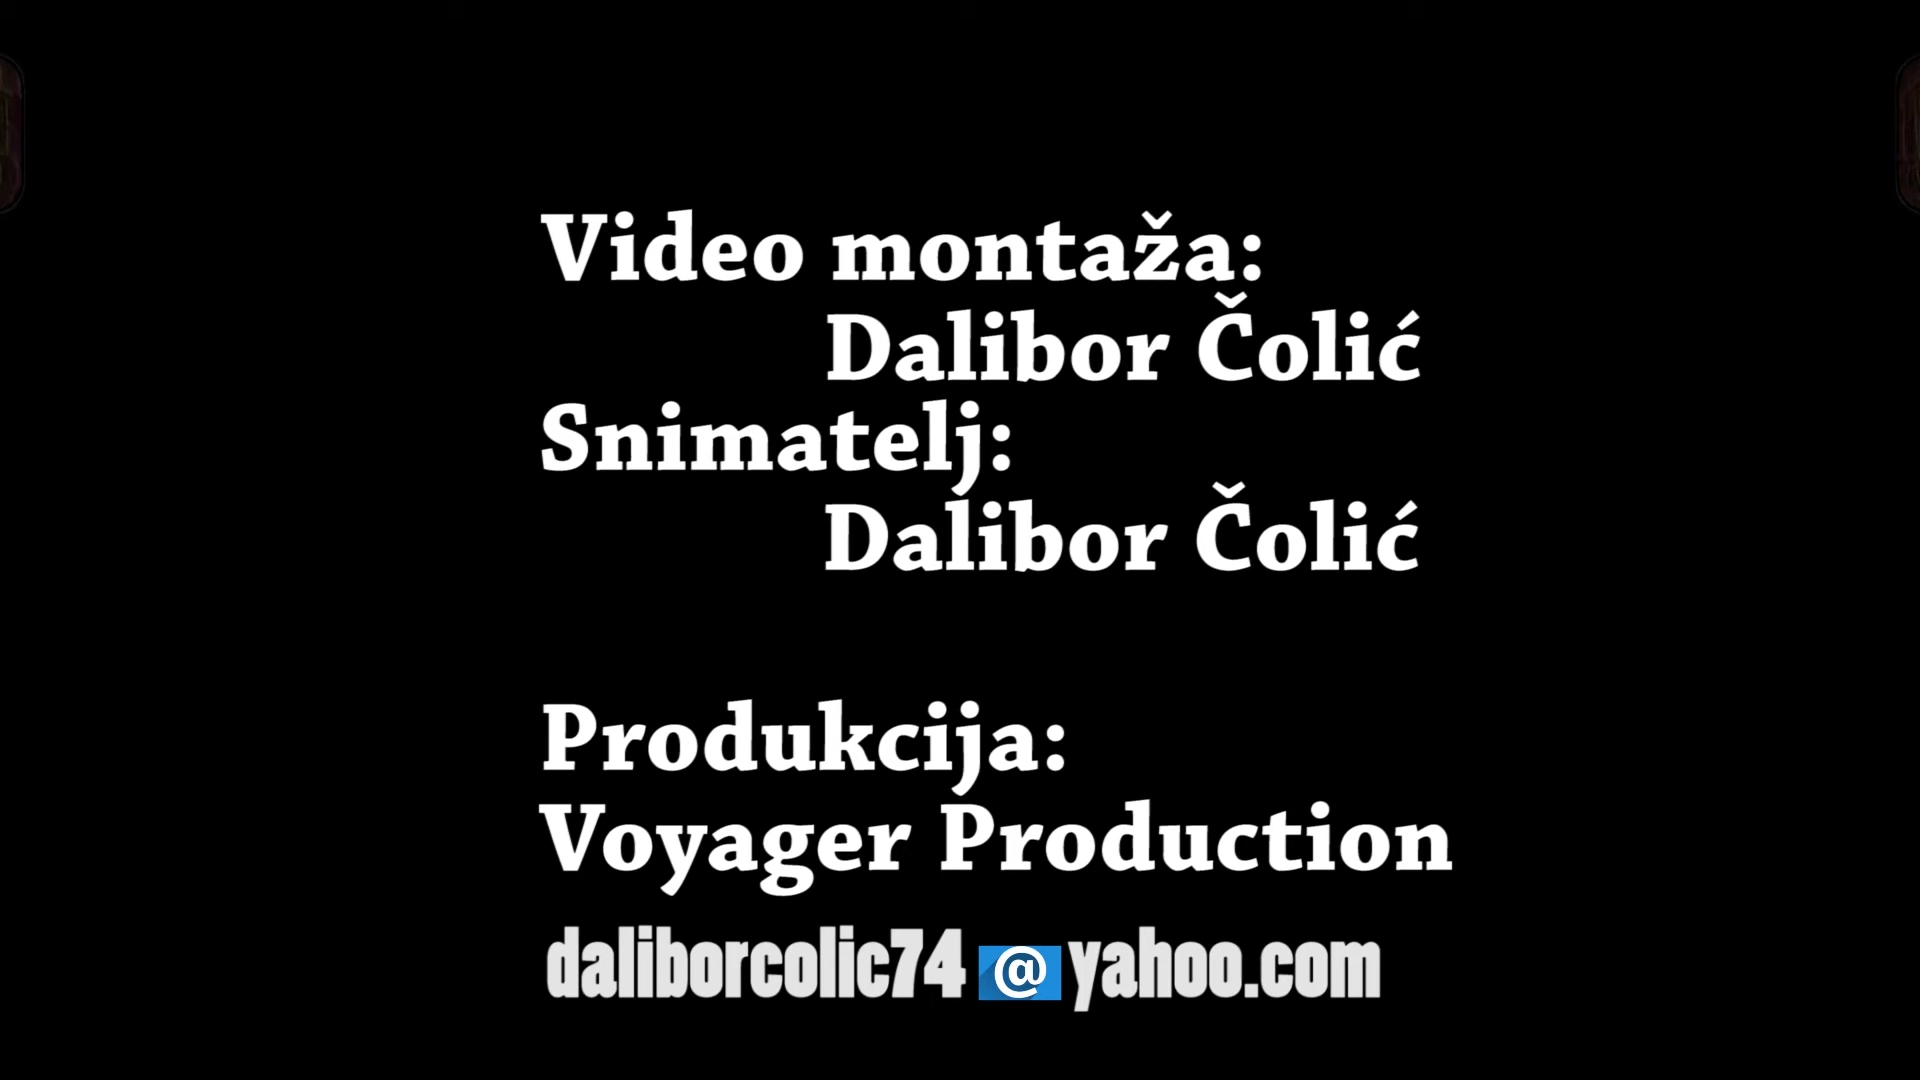 Video montaža:
Dalibor Čolić
Snimatelj:
Dalibor Čolić
Produkcija:
Voyager Production
daliborcolic74@yahoo.com